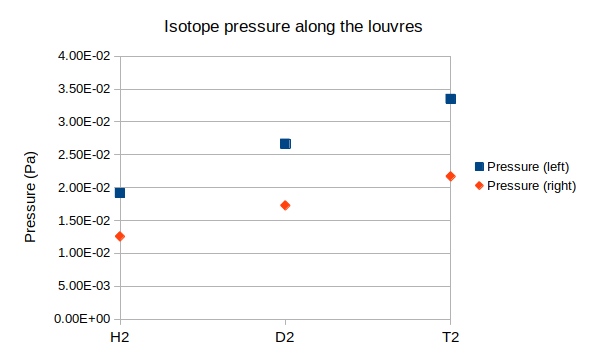 Isotope pressure along the louvres
4.00E-02
3.50E-02
3.00E-02
2.50E-02
2.00E-02
1.50E-02
1.00E-02
5.00E-03
0.00E+00
Pressure (Pa)
H2 D2 T2
Pressure (left)
Pressure (right)